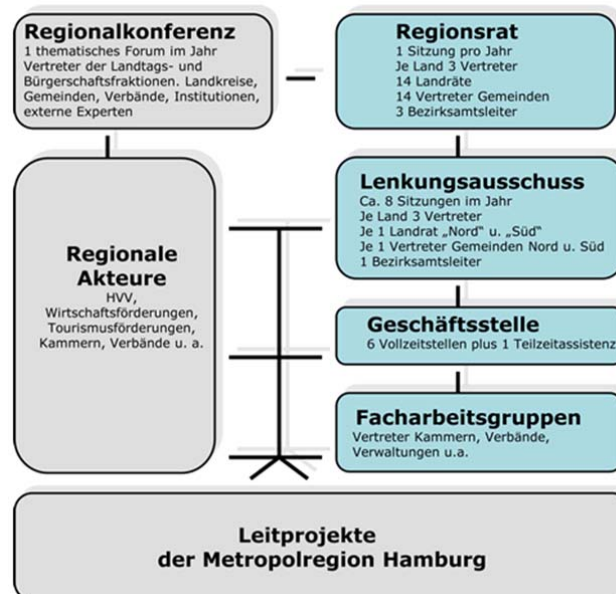 Regionalkonferenz
1 thematisches Forum im Jahr
Vertreter der Landtags- und
Bürgerschaftsfraktionen. Landkreise,
Gemeinden, Verbände, Institutionen,
externe Experten
Regionsrat
1 Sitzung pro Jahr
Je Land 3 Vertreter
14 Landräte
14 Vertreter Gemeinden
3 Bezirksamtsleiter
Lenkungsausschuss
Ca. 8 Sitzungen im Jahr
Je Land 3 Vertreter
Je 1 Landrat „Nord" u. „Süd"
Je 1 Vertreter Gemeinden Nord u. Süd
1 Bezirksamtsleiter
Regionale
Akteure
HVV,
Wirtschaftsförderungen,
Tourismusförderungen,
Kammern, Verbände u. a.
Geschäftsstelle
6 Vollzeitstellen plus 1 Teilzeitassistenz
Facharbeitsgruppen
Vertreter Kammern, Verbände,
Verwaltungen u.a.
Leitprojekte
der Metropolregion Hamburg